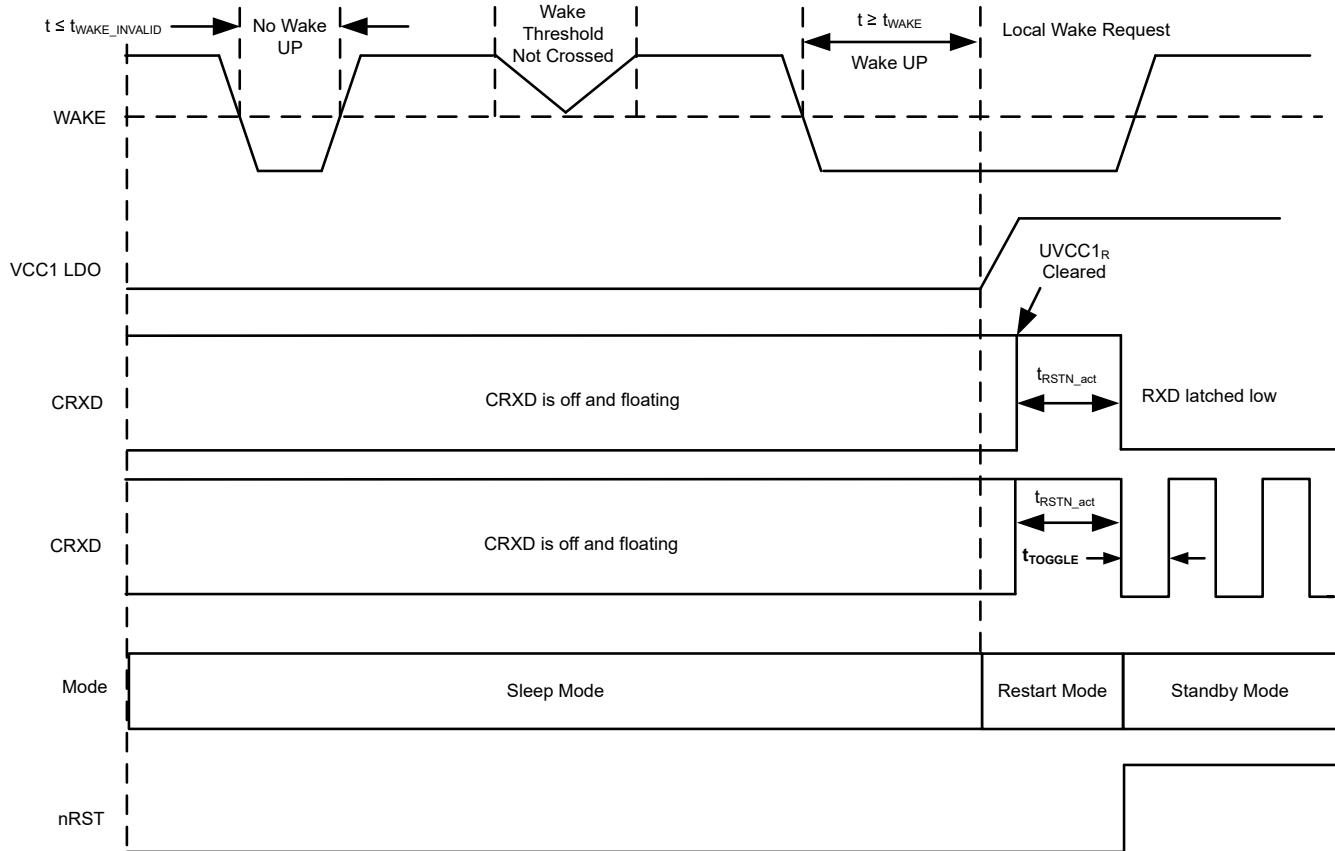 t ≤ tWAKE_INVALID
No Wake
UP
Wake
Threshold
Not Crossed
t ≥ tWAKE
Wake UP
Local Wake Request
WAKE
VCC1 LDO
UVCC1R
Cleared
CRXD
CRXD is off and floating
tRSTN_act
RXD latched low
CRXD
CRXD is off and floating
tRSTN_act
tTOGGLE
Mode
Sleep Mode
Restart Mode
Standby Mode
nRST